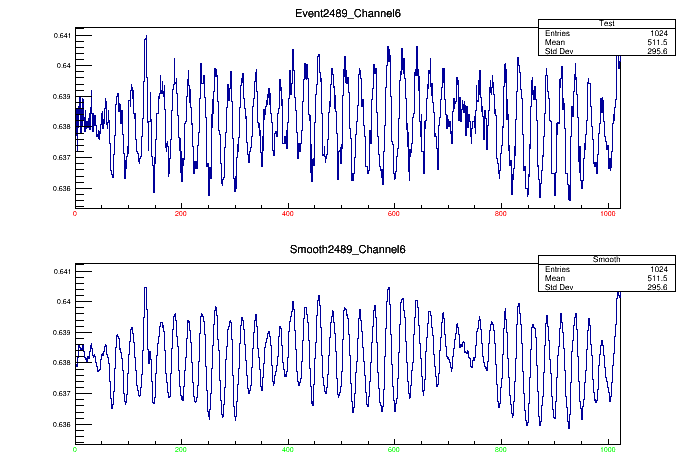 Event2489_Channel6
Test
Entries 1024
Mean 511.5
Std Dev 295.6
0.641
0.64
0.639
0.638
0.637
0.636
0 200 400 600 800 1000
Smooth2489_Channel6
Smooth
Entries 1024
Mean 511.5
Std Dev 295.6
0.641
0.64
0.639
0.638
0.637
0.636
0 200 400 600 800 1000